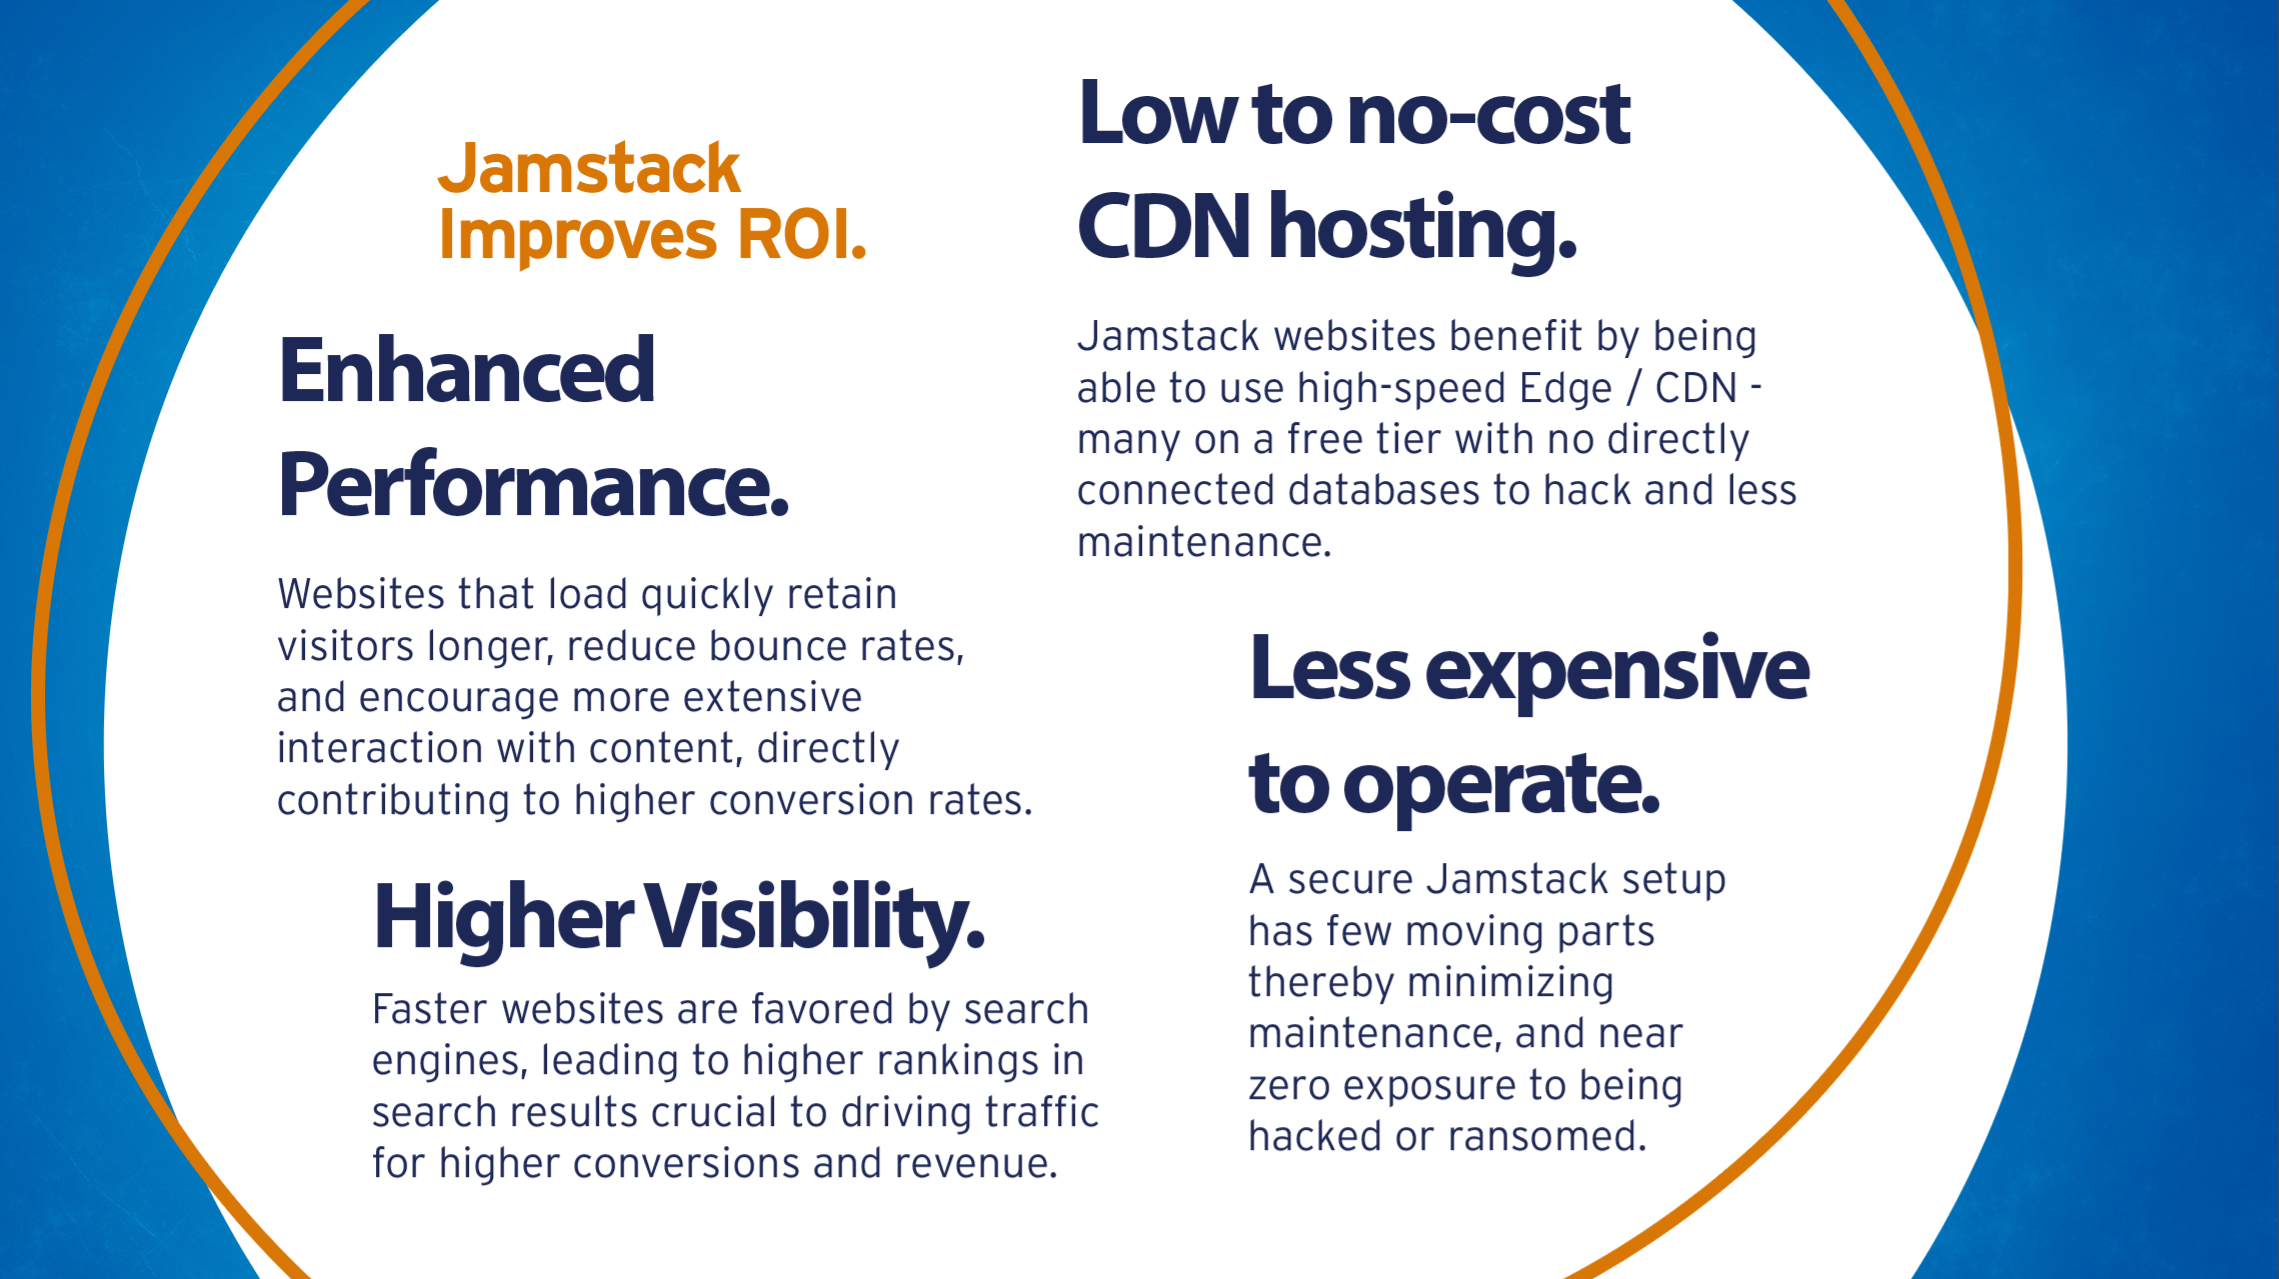 Jamstack
Improves ROI.
Enhanced
Performance.
Websites that load quickly retain
visitors longer, reduce bounce rates,
and encourage more extensive
interaction with content, directly
contributing to higher conversion rates.
Higher Visibility.
Faster websites are favored by search
engines, leading to higher rankings in
search results crucial to driving traffic
for higher conversions and revenue.
Low to no-cost
CDN hosting.
Jamstack websites benefit by being
able to use high-speed Edge / CDN -
many on a free tier with no directly
connected databases to hack and less
maintenance.
Less expensive
to operate.
A secure Jamstack setup
has few moving parts
thereby minimizing
maintenance, and near
zero exposure to being
hacked or ransomed.